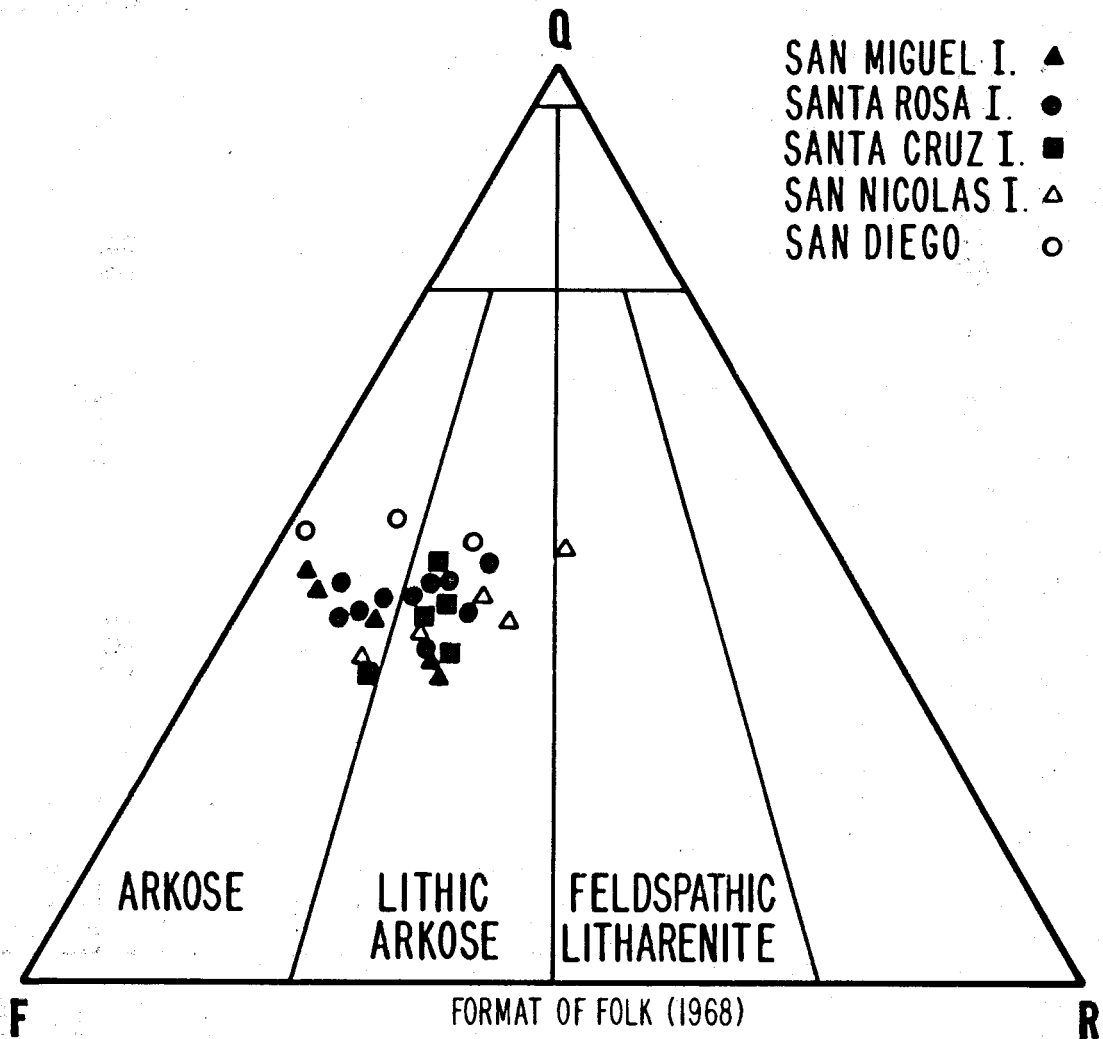 Q
SAN MIGUEL I. ▲
SANTA ROSA I. ●
SANTA CRUZ I. ■
SAN NICOLAS I. △
SAN DIEGO ○
ARKOSE
LITHIC
ARKOSE
FELDSPATHIC
LITHARENITE
F
R
FORMAT OF FOLK (1968)